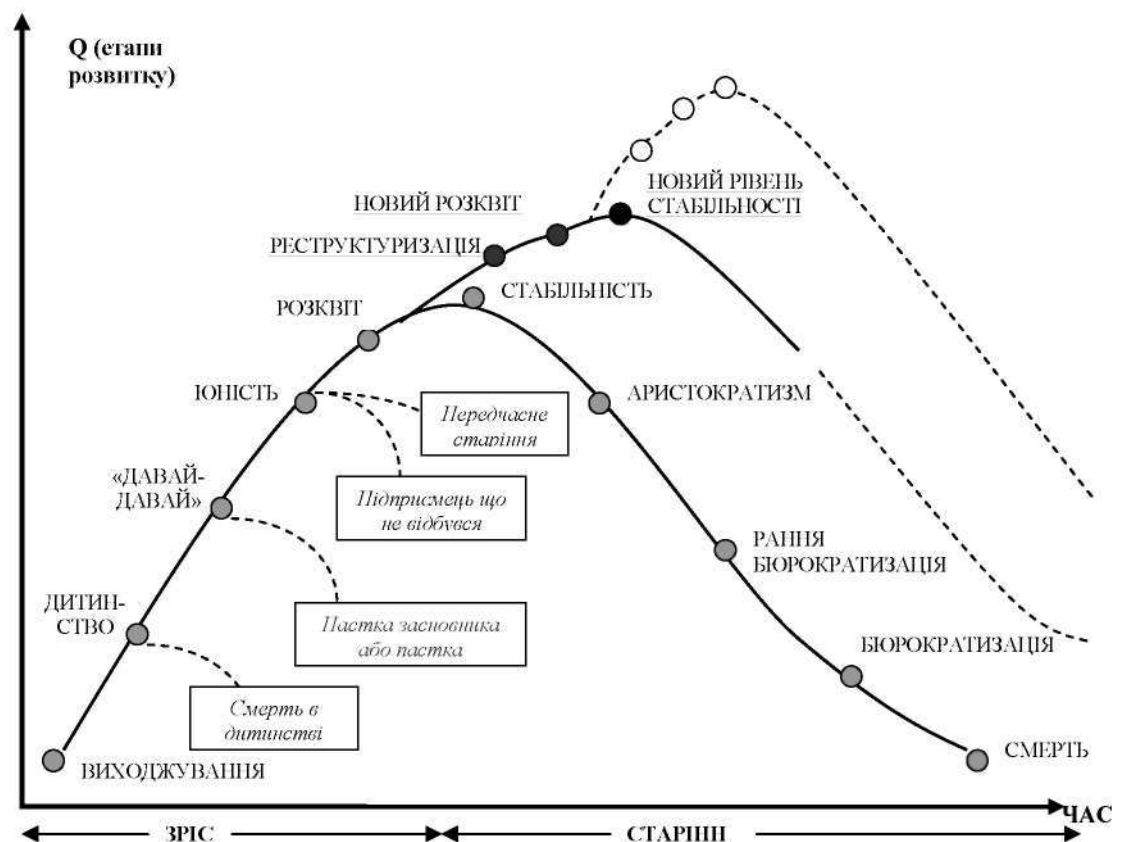 Q (етапи
розвитку)
НОВИЙ РІВЕНЬ
СТАБІЛЬНОСТІ
НОВИЙ РОЗКВІТ
РЕСТРУКТУРИЗАЦІЯ
СТАБІЛЬНІСТЬ
РОЗКВІТ
ЮНІСТЬ
АРИСТОКРАТИЗМ
Передчасне
старіння
«ДАВАЙ-
ДАВАЙ»
Підприємець що
не відбувся
РАННЯ
БЮРОКРАТИЗАЦІЯ
ДИТИН-
СТВО
Пастка засновника
або пастка
БЮРОКРАТИЗАЦІЯ
Смерть в
дитинстві
СМЕРТЬ
ВИХОДЖУВАННЯ
ЧАС
ЗРІС
СТАРІНН